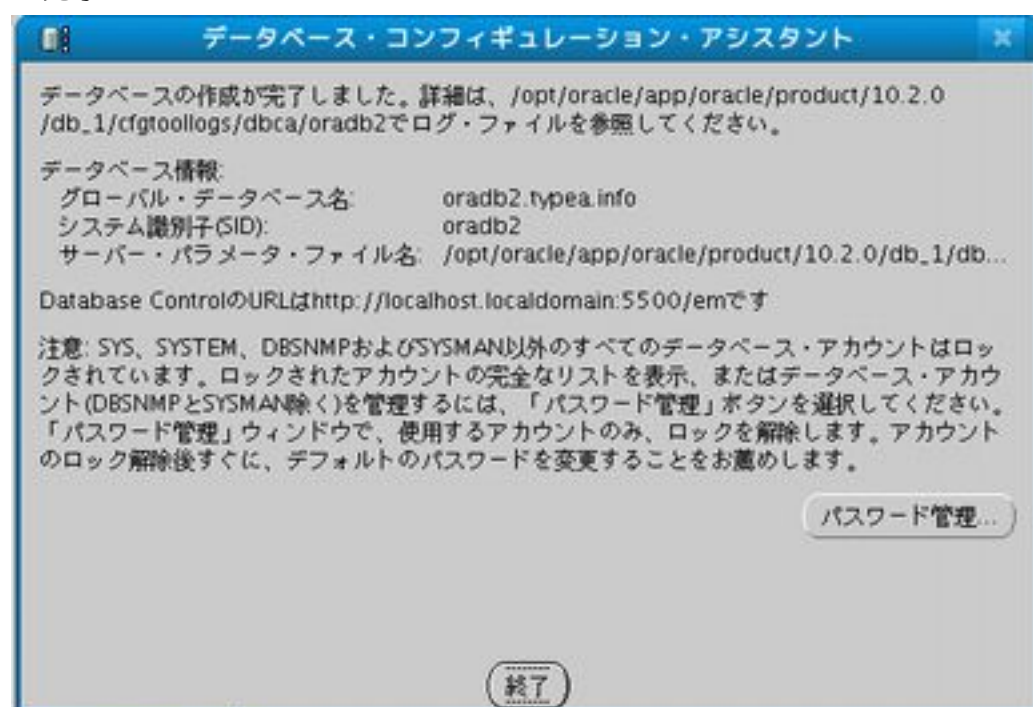 データベース・コンフィギュレーション・アシスタント
データベースの作成が完了しました。詳細は、/opt/oracle/app/oracle/product/10.2.0
/db_1/cfgtoollogs/dbca/oradb2でログ・ファイルを参照してください。
データベース情報:
グローバル・データベース名: oradb2.typea.info
システム識別子(SID): oradb2
サーバー・パラメータ・ファイル名: /opt/oracle/app/oracle/product/10.2.0/db_1/db...
Database ControlのURLはhttp://localhost.localdomain:5500/emです
注意: SYS、SYSTEM、DBSNMPおよびSYSMAN以外のすべてのデータベース・アカウントはロッ
クされています。ロックされたアカウントの完全なリストを表示、またはデータベース・アカウ
ント(DBSNMPとSYSMAN除く)を管理するには、「パスワード管理」ボタンを選択してください。
「パスワード管理」ウィンドウで、使用するアカウントのみ、ロックを解除します。アカウント
のロック解除後すぐに、デフォルトのパスワードを変更することをお薦めします。
パスワード管理...
終了